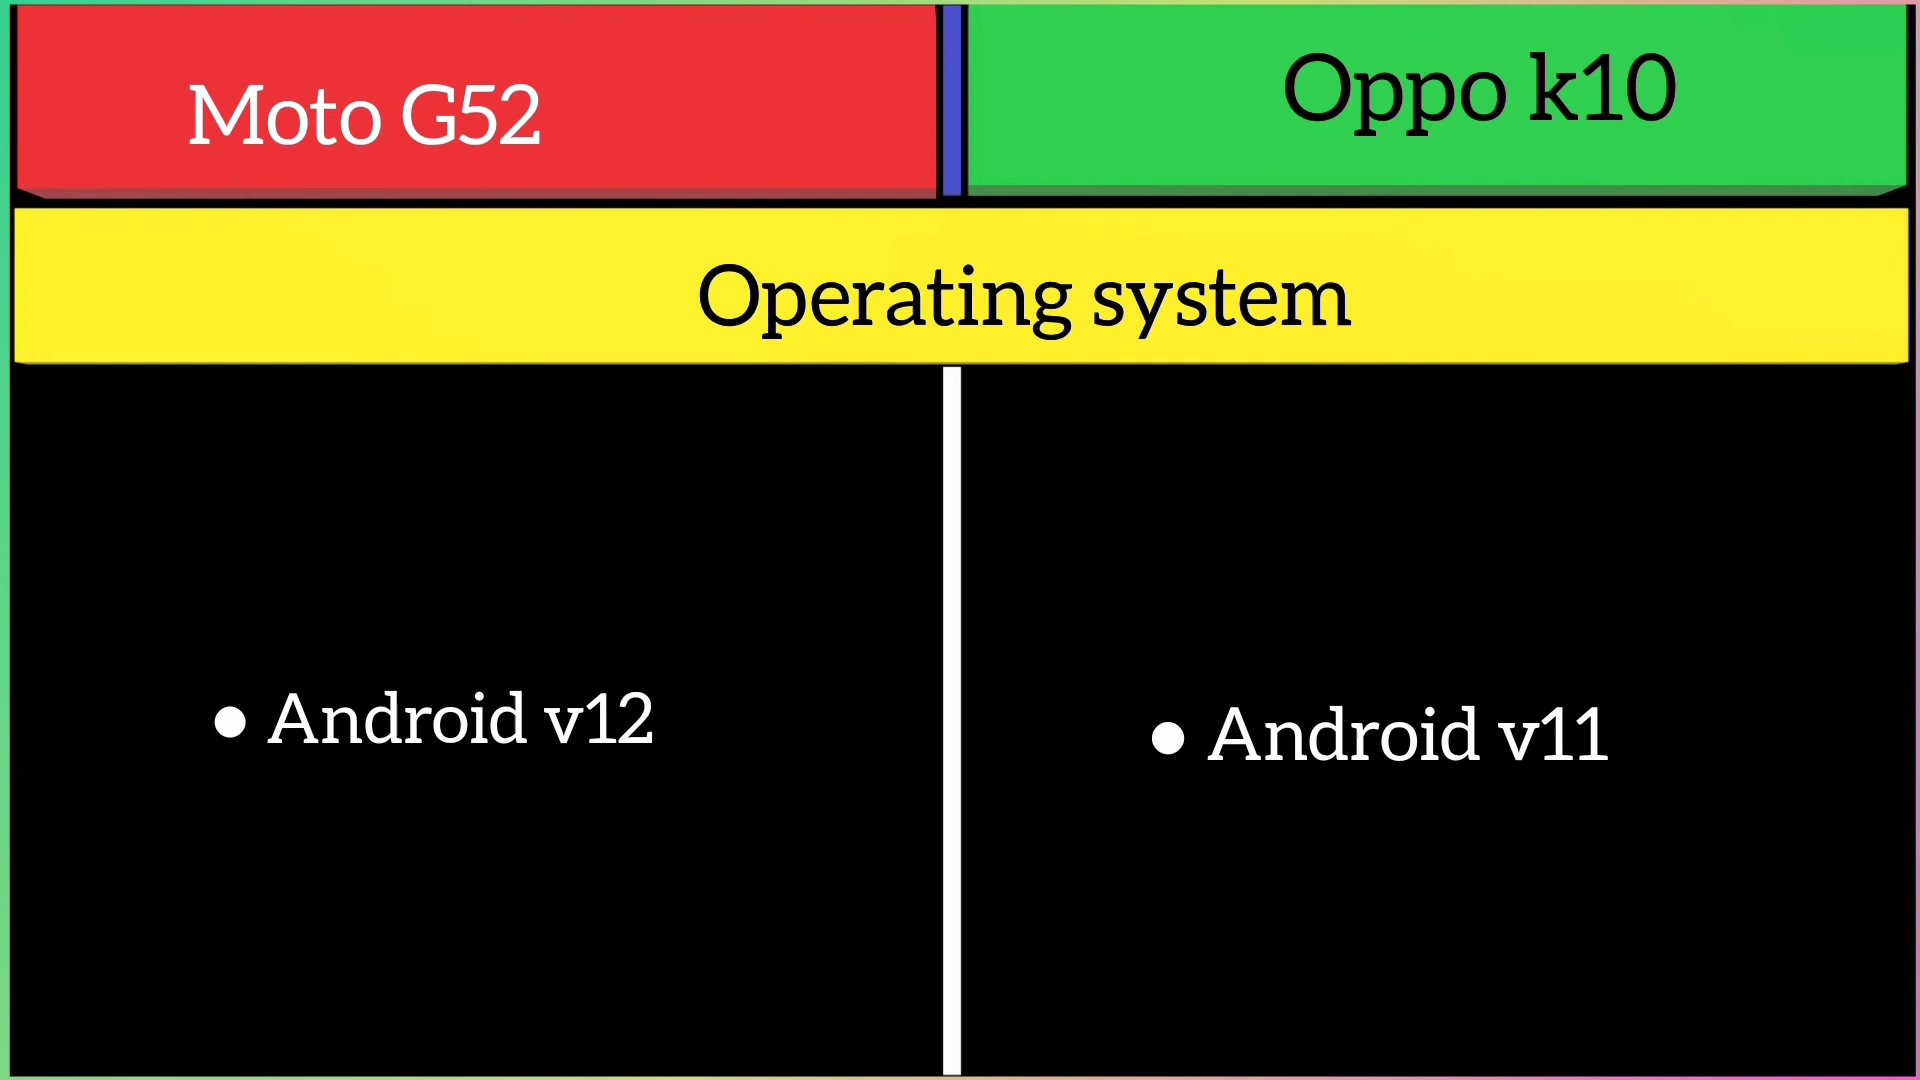 Moto G52
Oppo k10
Operating system
• Android v12
• Android v11